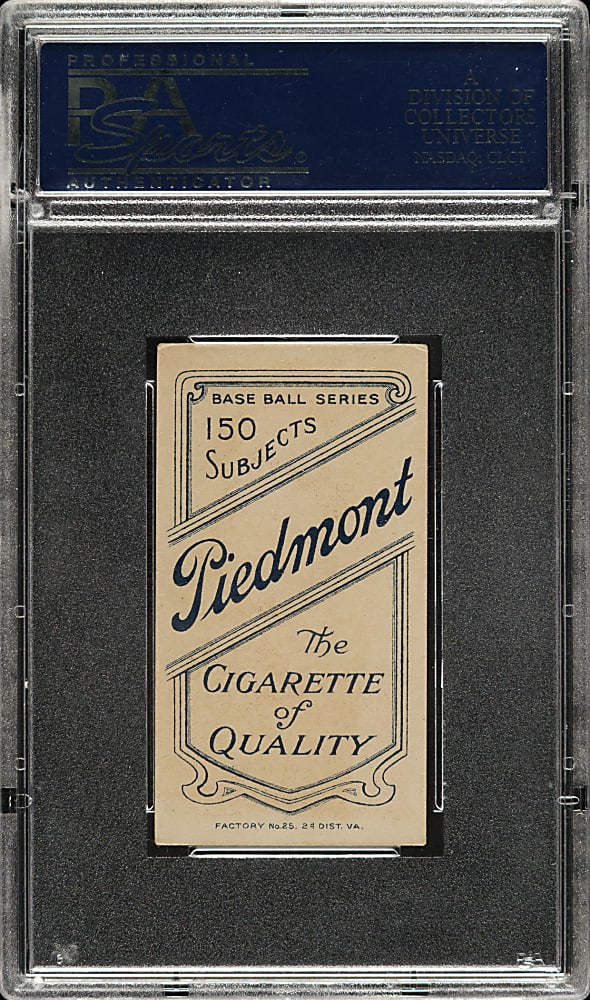 PROFESSIONAL
PSA
Sports
AUTHENTICATOR
A
DIVISION OF
COLLECTORS
UNIVERSE
NASDAQ: CLCT
BASE BALL SERIES
150
SUBJECTS
Piedmont
The
CIGARETTE
of
QUALITY
FACTORY No.25. 2d DIST. VA.
PSA